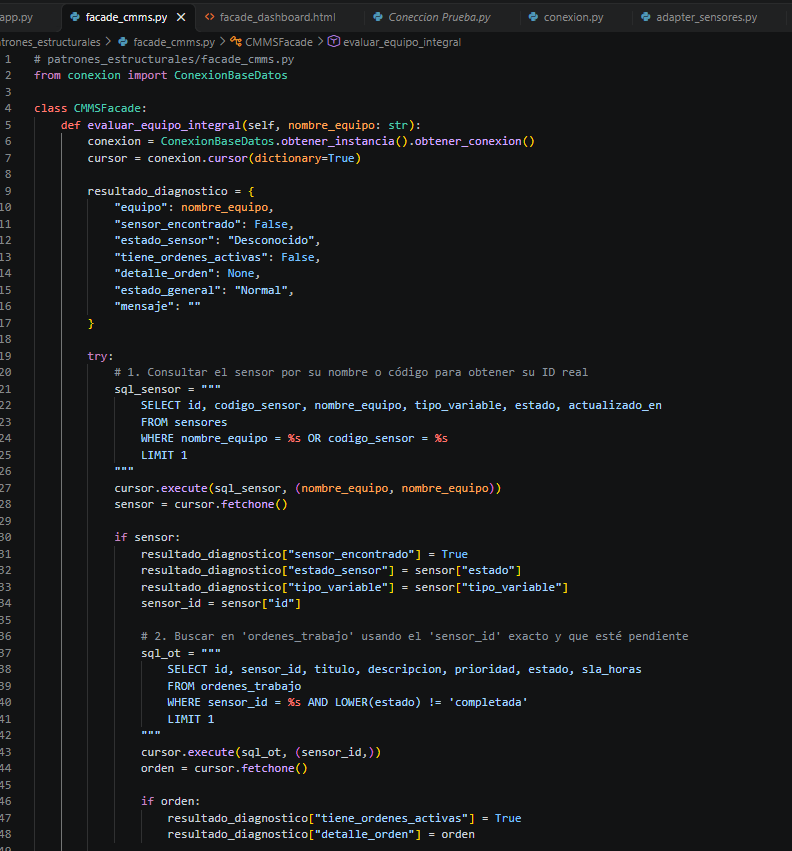 app.py facade_cmms.py facade_dashboard.html Coneccion Prueba.py conexion.py adapter_sensores.py
atrones_estructurales > facade_cmms.py > CMMSFacade > evaluar_equipo_integral
1 # patrones_estructurales/facade_cmms.py
2 from conexion import ConexionBaseDatos
3
4 class CMMSFacade:
5     def evaluar_equipo_integral(self, nombre_equipo: str):
6         conexion = ConexionBaseDatos.obtener_instancia().obtener_conexion()
7         cursor = conexion.cursor(dictionary=True)
8
9         resultado_diagnostico = {
10             "equipo": nombre_equipo,
11             "sensor_encontrado": False,
12             "estado_sensor": "Desconocido",
13             "tiene_ordenes_activas": False,
14             "detalle_orden": None,
15             "estado_general": "Normal",
16             "mensaje": ""
17         }
18
19         try:
20             # 1. Consultar el sensor por su nombre o código para obtener su ID real
21             sql_sensor = """
22                 SELECT id, codigo_sensor, nombre_equipo, tipo_variable, estado, actualizado_en
23                 FROM sensores
24                 WHERE nombre_equipo = %s OR codigo_sensor = %s
25                 LIMIT 1
26             """
27             cursor.execute(sql_sensor, (nombre_equipo, nombre_equipo))
28             sensor = cursor.fetchone()
29
30             if sensor:
31                 resultado_diagnostico["sensor_encontrado"] = True
32                 resultado_diagnostico["estado_sensor"] = sensor["estado"]
33                 resultado_diagnostico["tipo_variable"] = sensor["tipo_variable"]
34                 sensor_id = sensor["id"]
35
36                 # 2. Buscar en 'ordenes_trabajo' usando el 'sensor_id' exacto y que esté pendiente
37                 sql_ot = """
38                     SELECT id, sensor_id, titulo, descripcion, prioridad, estado, sla_horas
39                     FROM ordenes_trabajo
40                     WHERE sensor_id = %s AND LOWER(estado) != 'completada'
41                     LIMIT 1
42                 """
43                 cursor.execute(sql_ot, (sensor_id,))
44                 orden = cursor.fetchone()
45
46                 if orden:
47                     resultado_diagnostico["tiene_ordenes_activas"] = True
48                     resultado_diagnostico["detalle_orden"] = orden